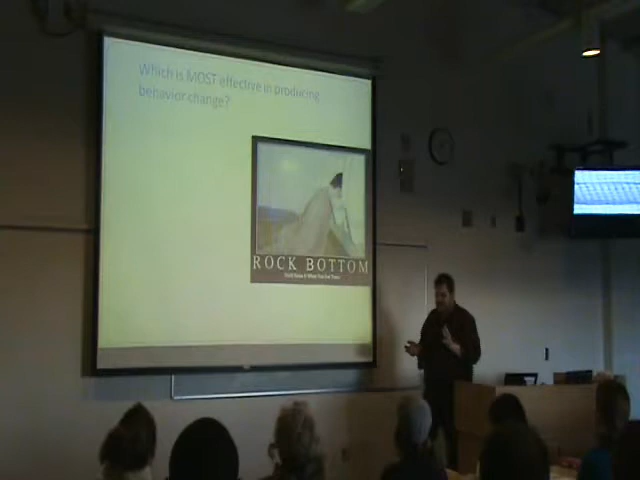 Which is MOST effective in producing
behavior change?
ROCK BOTTOM